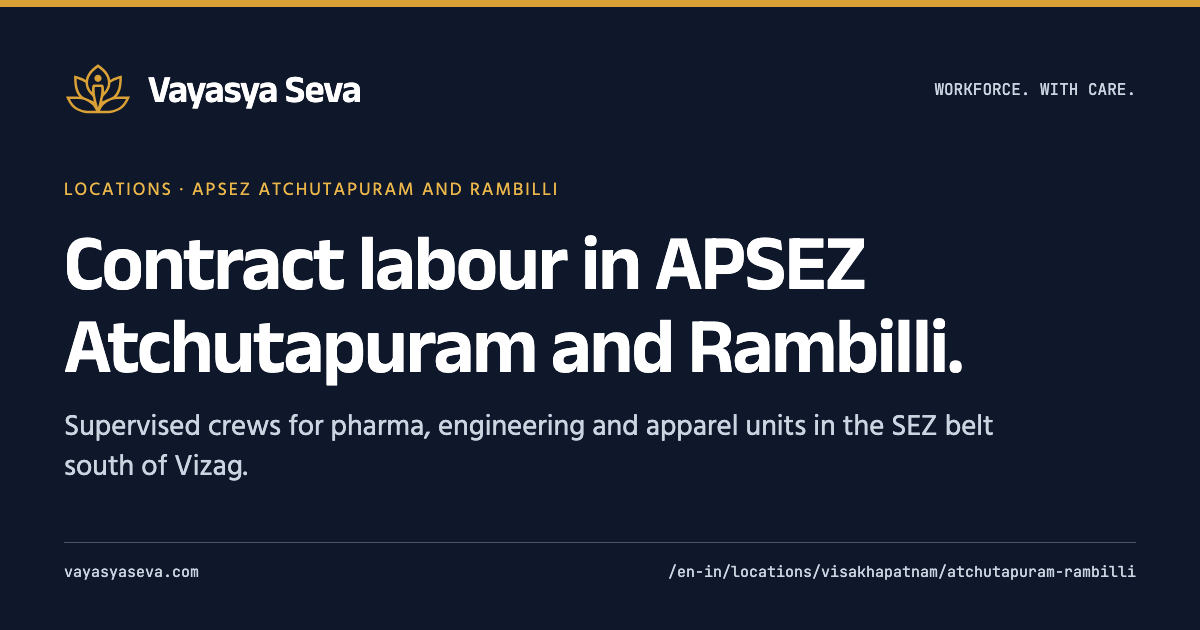 Vayasya Seva
WORKFORCE. WITH CARE.
LOCATIONS · APSEZ ATCHUTAPURAM AND RAMBILLI
Contract labour in APSEZ
Atchutapuram and Rambilli.
Supervised crews for pharma, engineering and apparel units in the SEZ belt
south of Vizag.
vayasyaseva.com
/en-in/locations/visakhapatnam/atchutapuram-rambilli